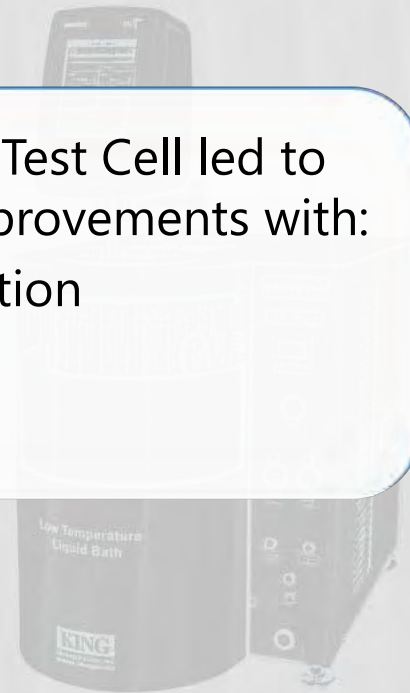 Test Cell led to
provements with:
tion
Low Temperature
Liquid Bath
KING